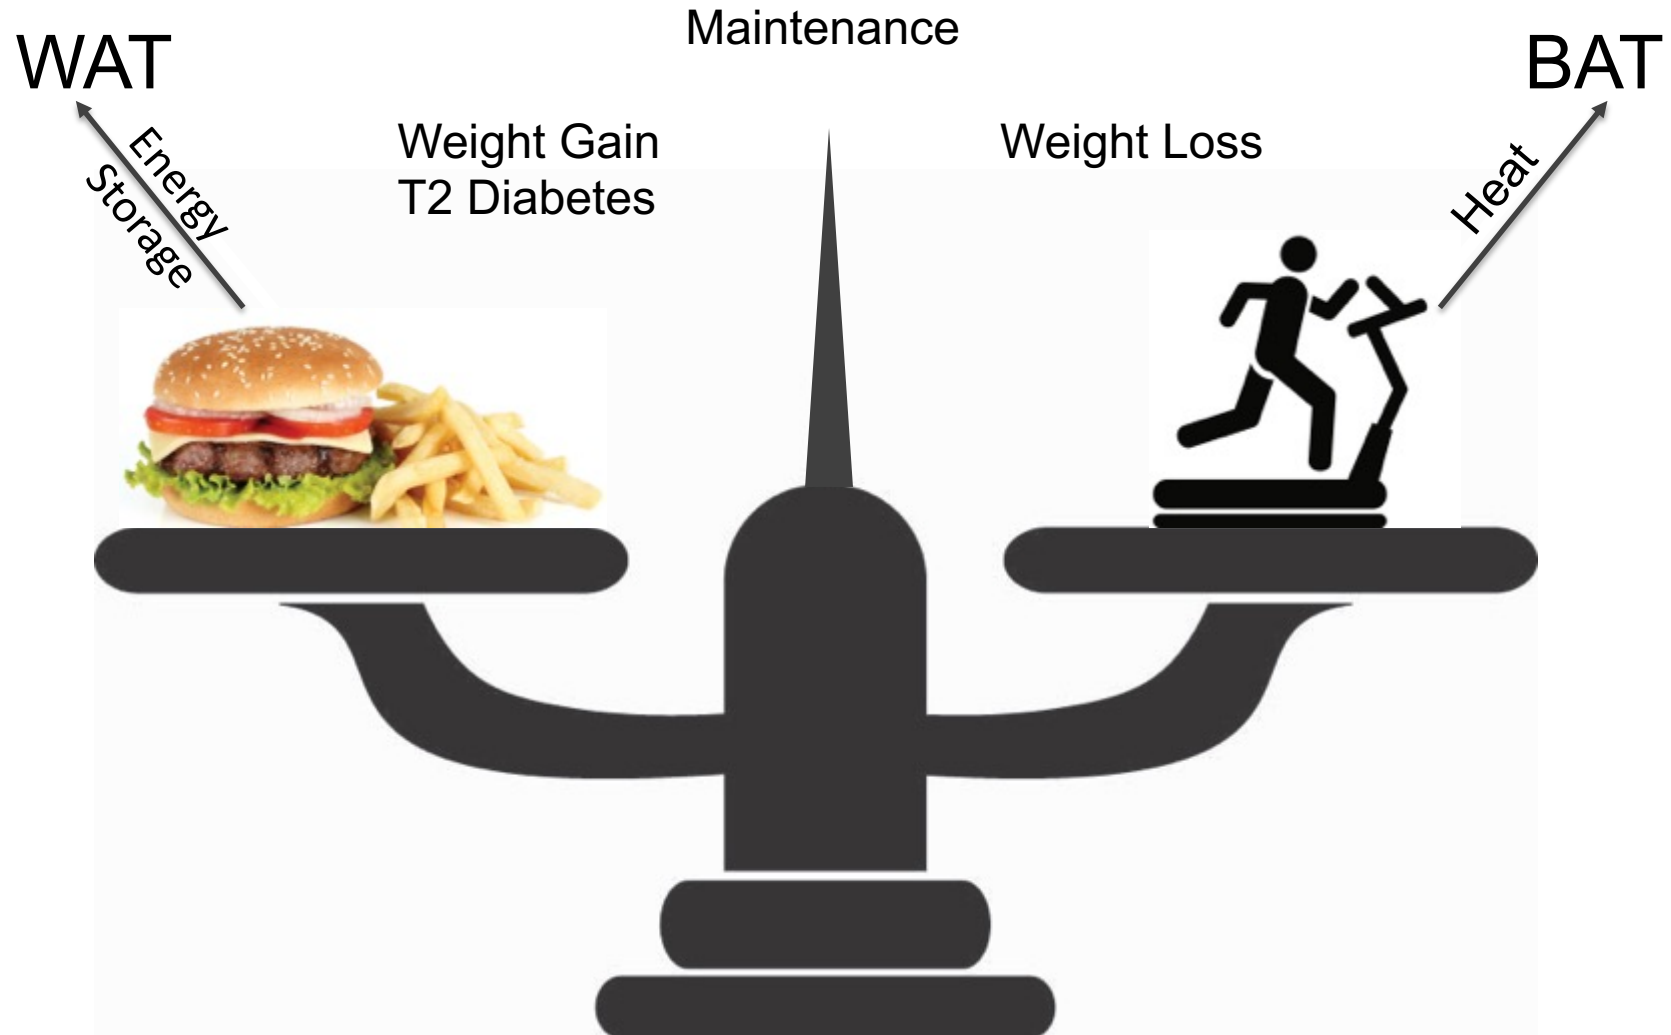 Maintenance
WAT
BAT
Energy
Storage
Weight Gain
T2 Diabetes
Weight Loss
Heat